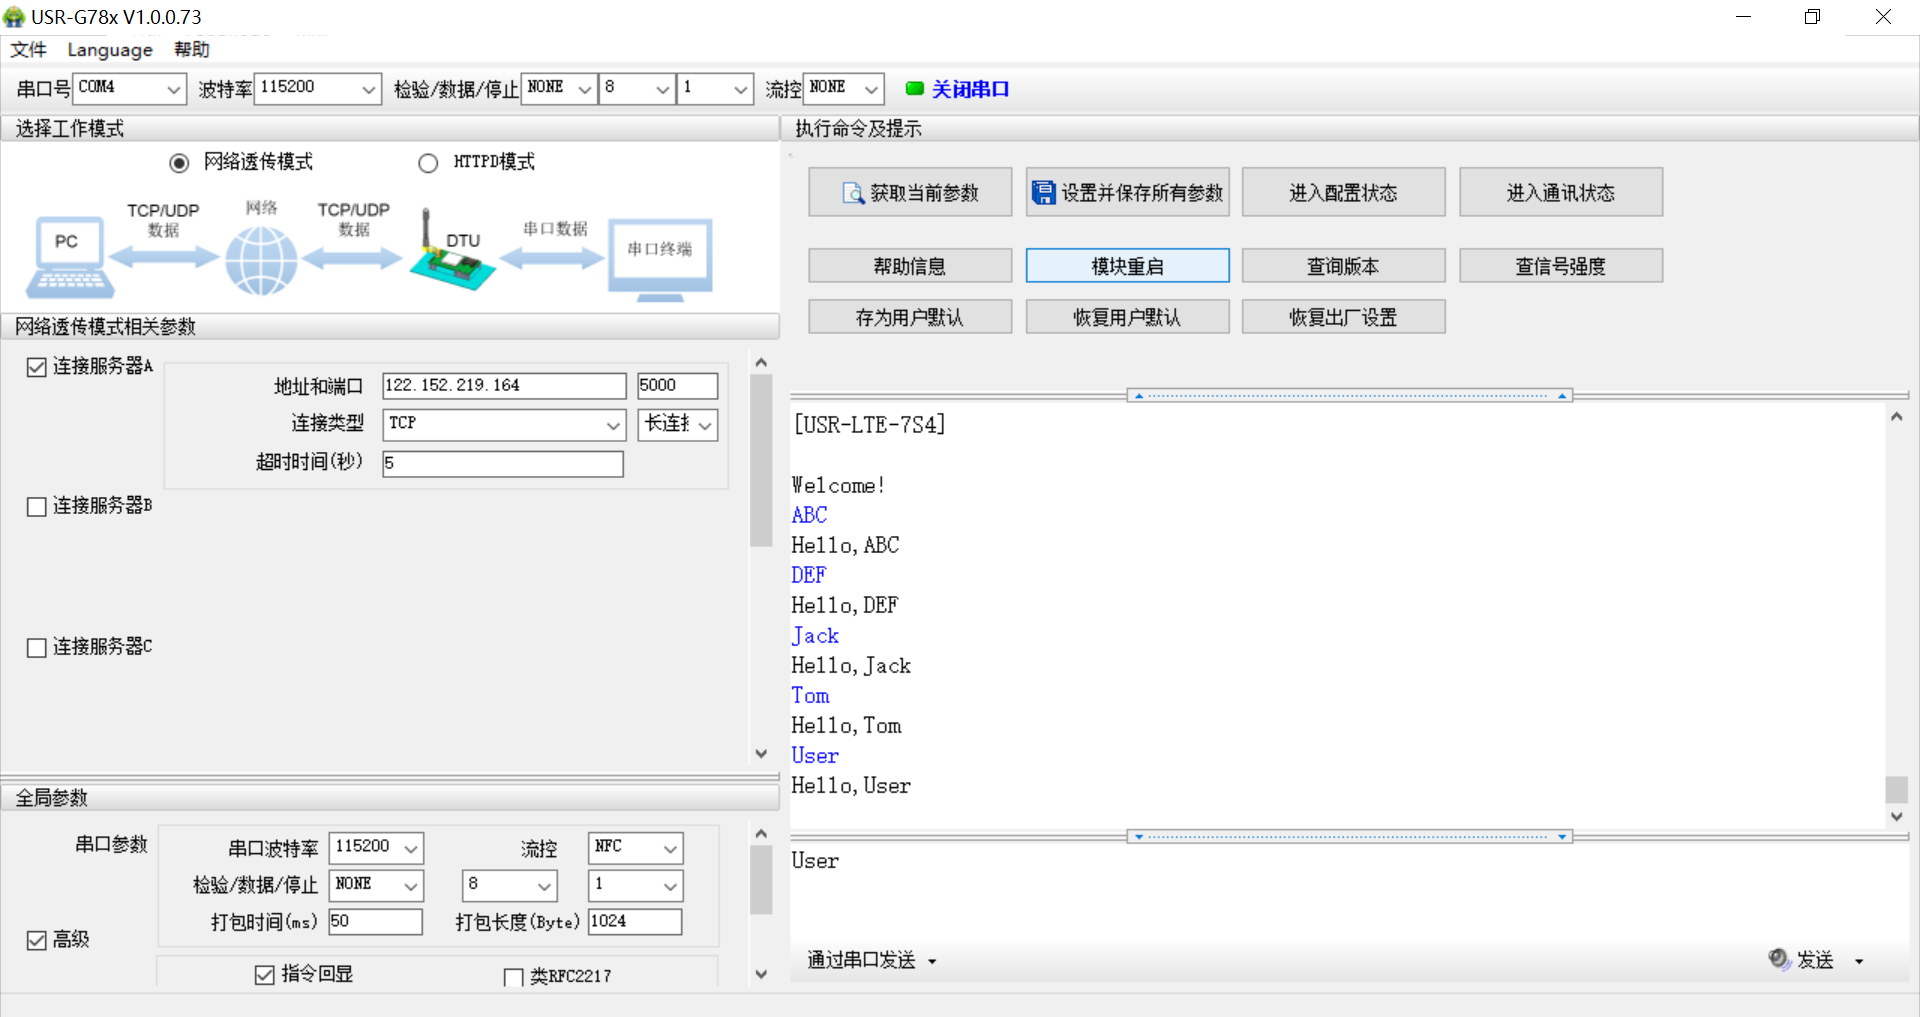 USR-G78x V1.0.0.73
文件 Language 帮助
串口号 COM4 波特率 115200 检验/数据/停止 NONE 8 1 流控 NONE 关闭串口
选择工作模式
网络透传模式 HTTPD模式
PC
TCP/UDP
数据
网络
TCP/UDP
数据
DTU
串口数据
串口终端
网络透传模式相关参数
连接服务器A
地址和端口 122.152.219.164 5000
连接类型 TCP 长连接
超时时间(秒) 5
连接服务器B
连接服务器C
全局参数
串口参数
串口波特率 115200 流控 NFC
检验/数据/停止 NONE 8 1
打包时间(ms) 50 打包长度(Byte) 1024
高级
指令回显 类RFC2217
执行命令及提示
获取当前参数 设置并保存所有参数 进入配置状态 进入通讯状态
帮助信息 模块重启 查询版本 查信号强度
存为用户默认 恢复用户默认 恢复出厂设置
[USR-LTE-7S4]
Welcome!
ABC
Hello,ABC
DEF
Hello,DEF
Jack
Hello,Jack
Tom
Hello,Tom
User
Hello,User
User
通过串口发送 发送